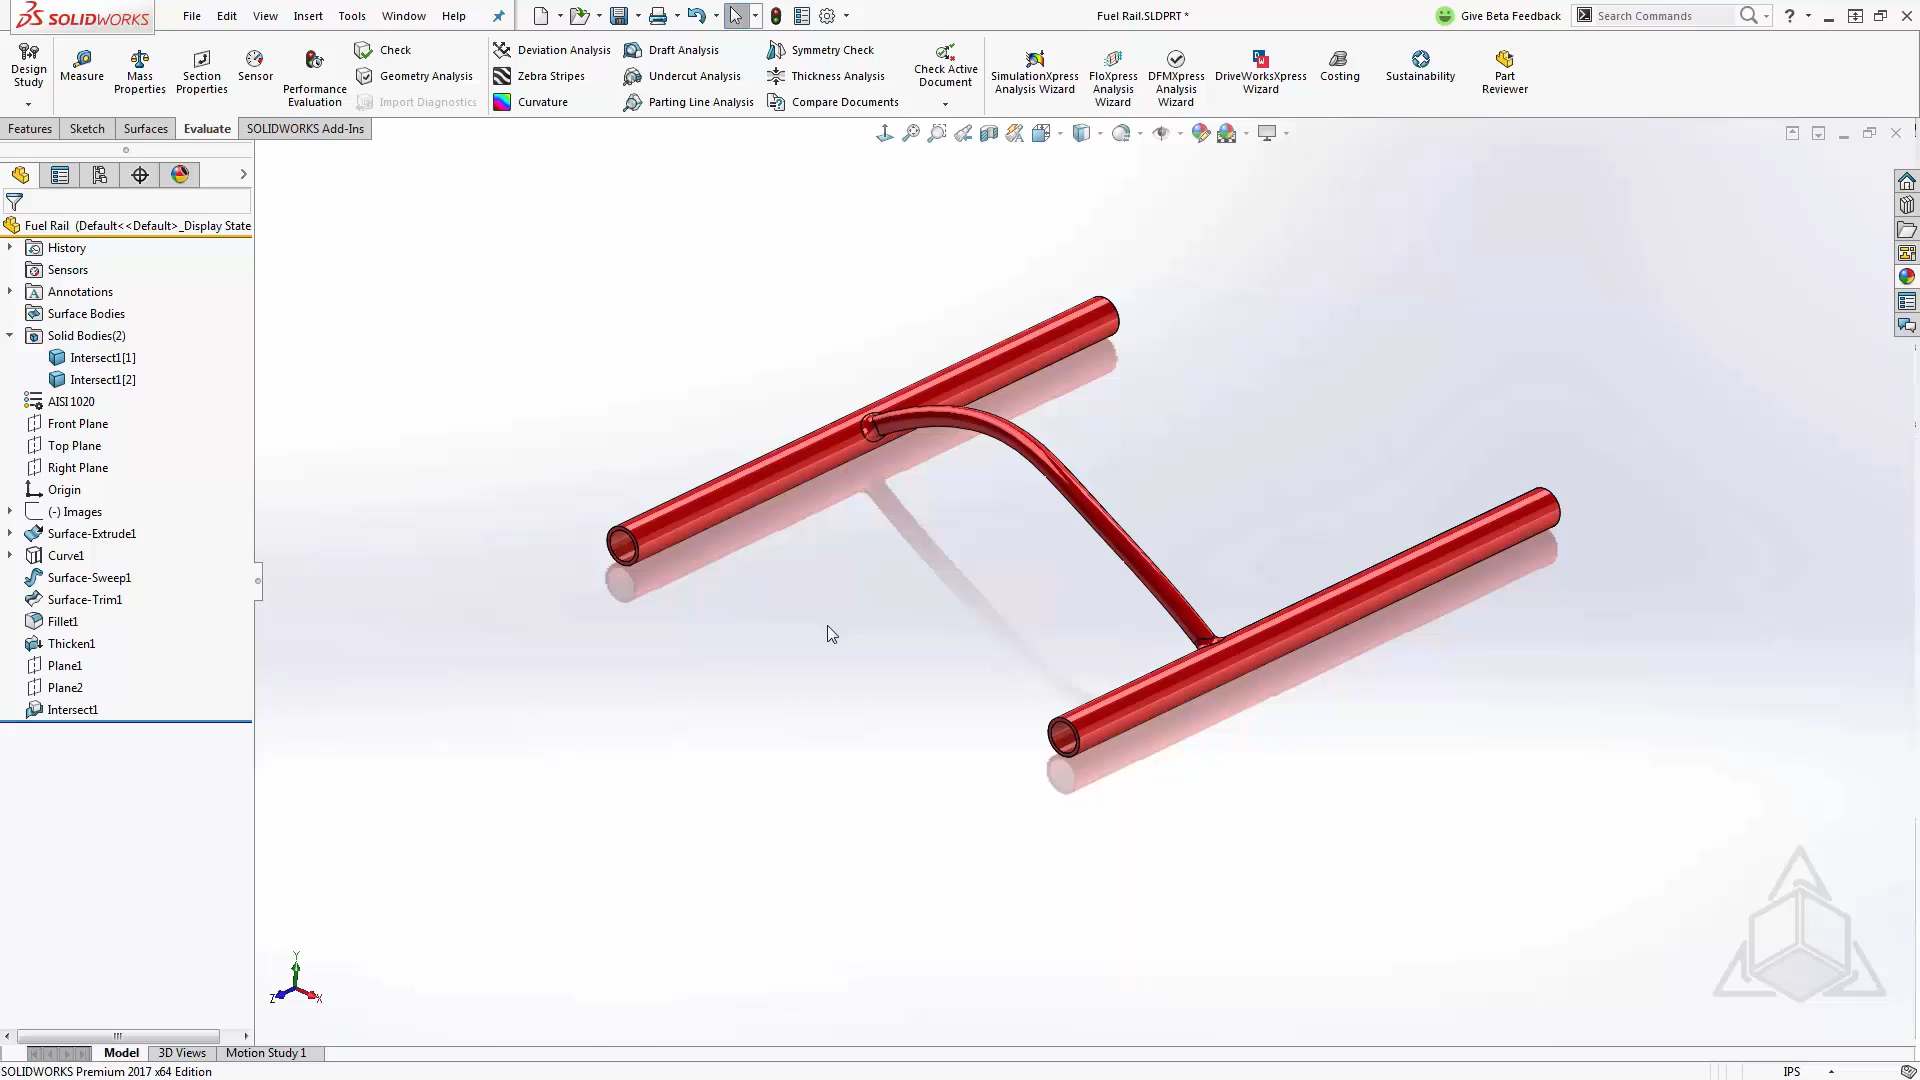 SOLIDWORKS File Edit View Insert Tools Window Help Fuel Rail.SLDPRT * Give Beta Feedback Search Commands ?
Design Study
Measure
Mass Properties
Section Properties
Sensor
Performance Evaluation
Check
Geometry Analysis
Import Diagnostics
Deviation Analysis
Zebra Stripes
Curvature
Draft Analysis
Undercut Analysis
Parting Line Analysis
Symmetry Check
Thickness Analysis
Compare Documents
Check Active Document
SimulationXpress Analysis Wizard
FloXpress Analysis Wizard
DFMXpress Analysis Wizard
DriveWorksXpress Wizard
Costing
Sustainability
Part Reviewer
Features Sketch Surfaces Evaluate SOLIDWORKS Add-Ins
Fuel Rail (Default<<Default>_Display State
History
Sensors
Annotations
Surface Bodies
Solid Bodies(2)
Intersect1[1]
Intersect1[2]
AISI 1020
Front Plane
Top Plane
Right Plane
Origin
(-) Images
Surface-Extrude1
Curve1
Surface-Sweep1
Surface-Trim1
Fillet1
Thicken1
Plane1
Plane2
Intersect1
Y
Z X
Model 3D Views Motion Study 1
SOLIDWORKS Premium 2017 x64 Edition IPS